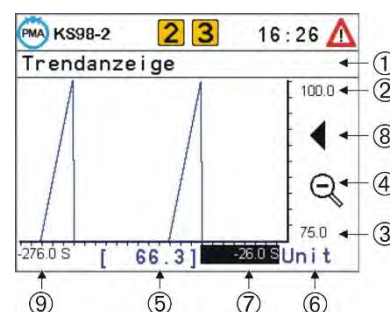 PMA KS98-2 2 3 16:26
Trendanzeige ①
100.0 ②
⑧
④
75.0 ③
-276.0 S [ 66.3] -26.0 S Unit
⑨ ⑤ ⑦ ⑥